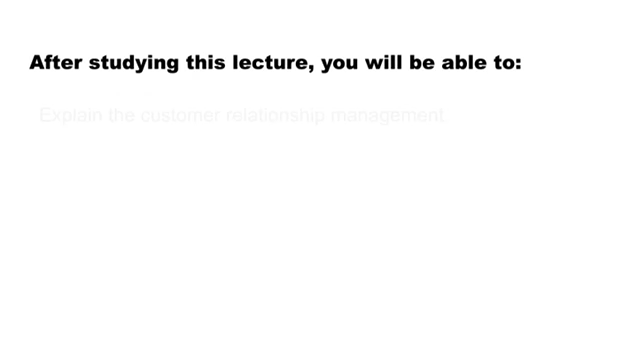 After studying this lecture, you will be able to:
Explain the customer relationship management